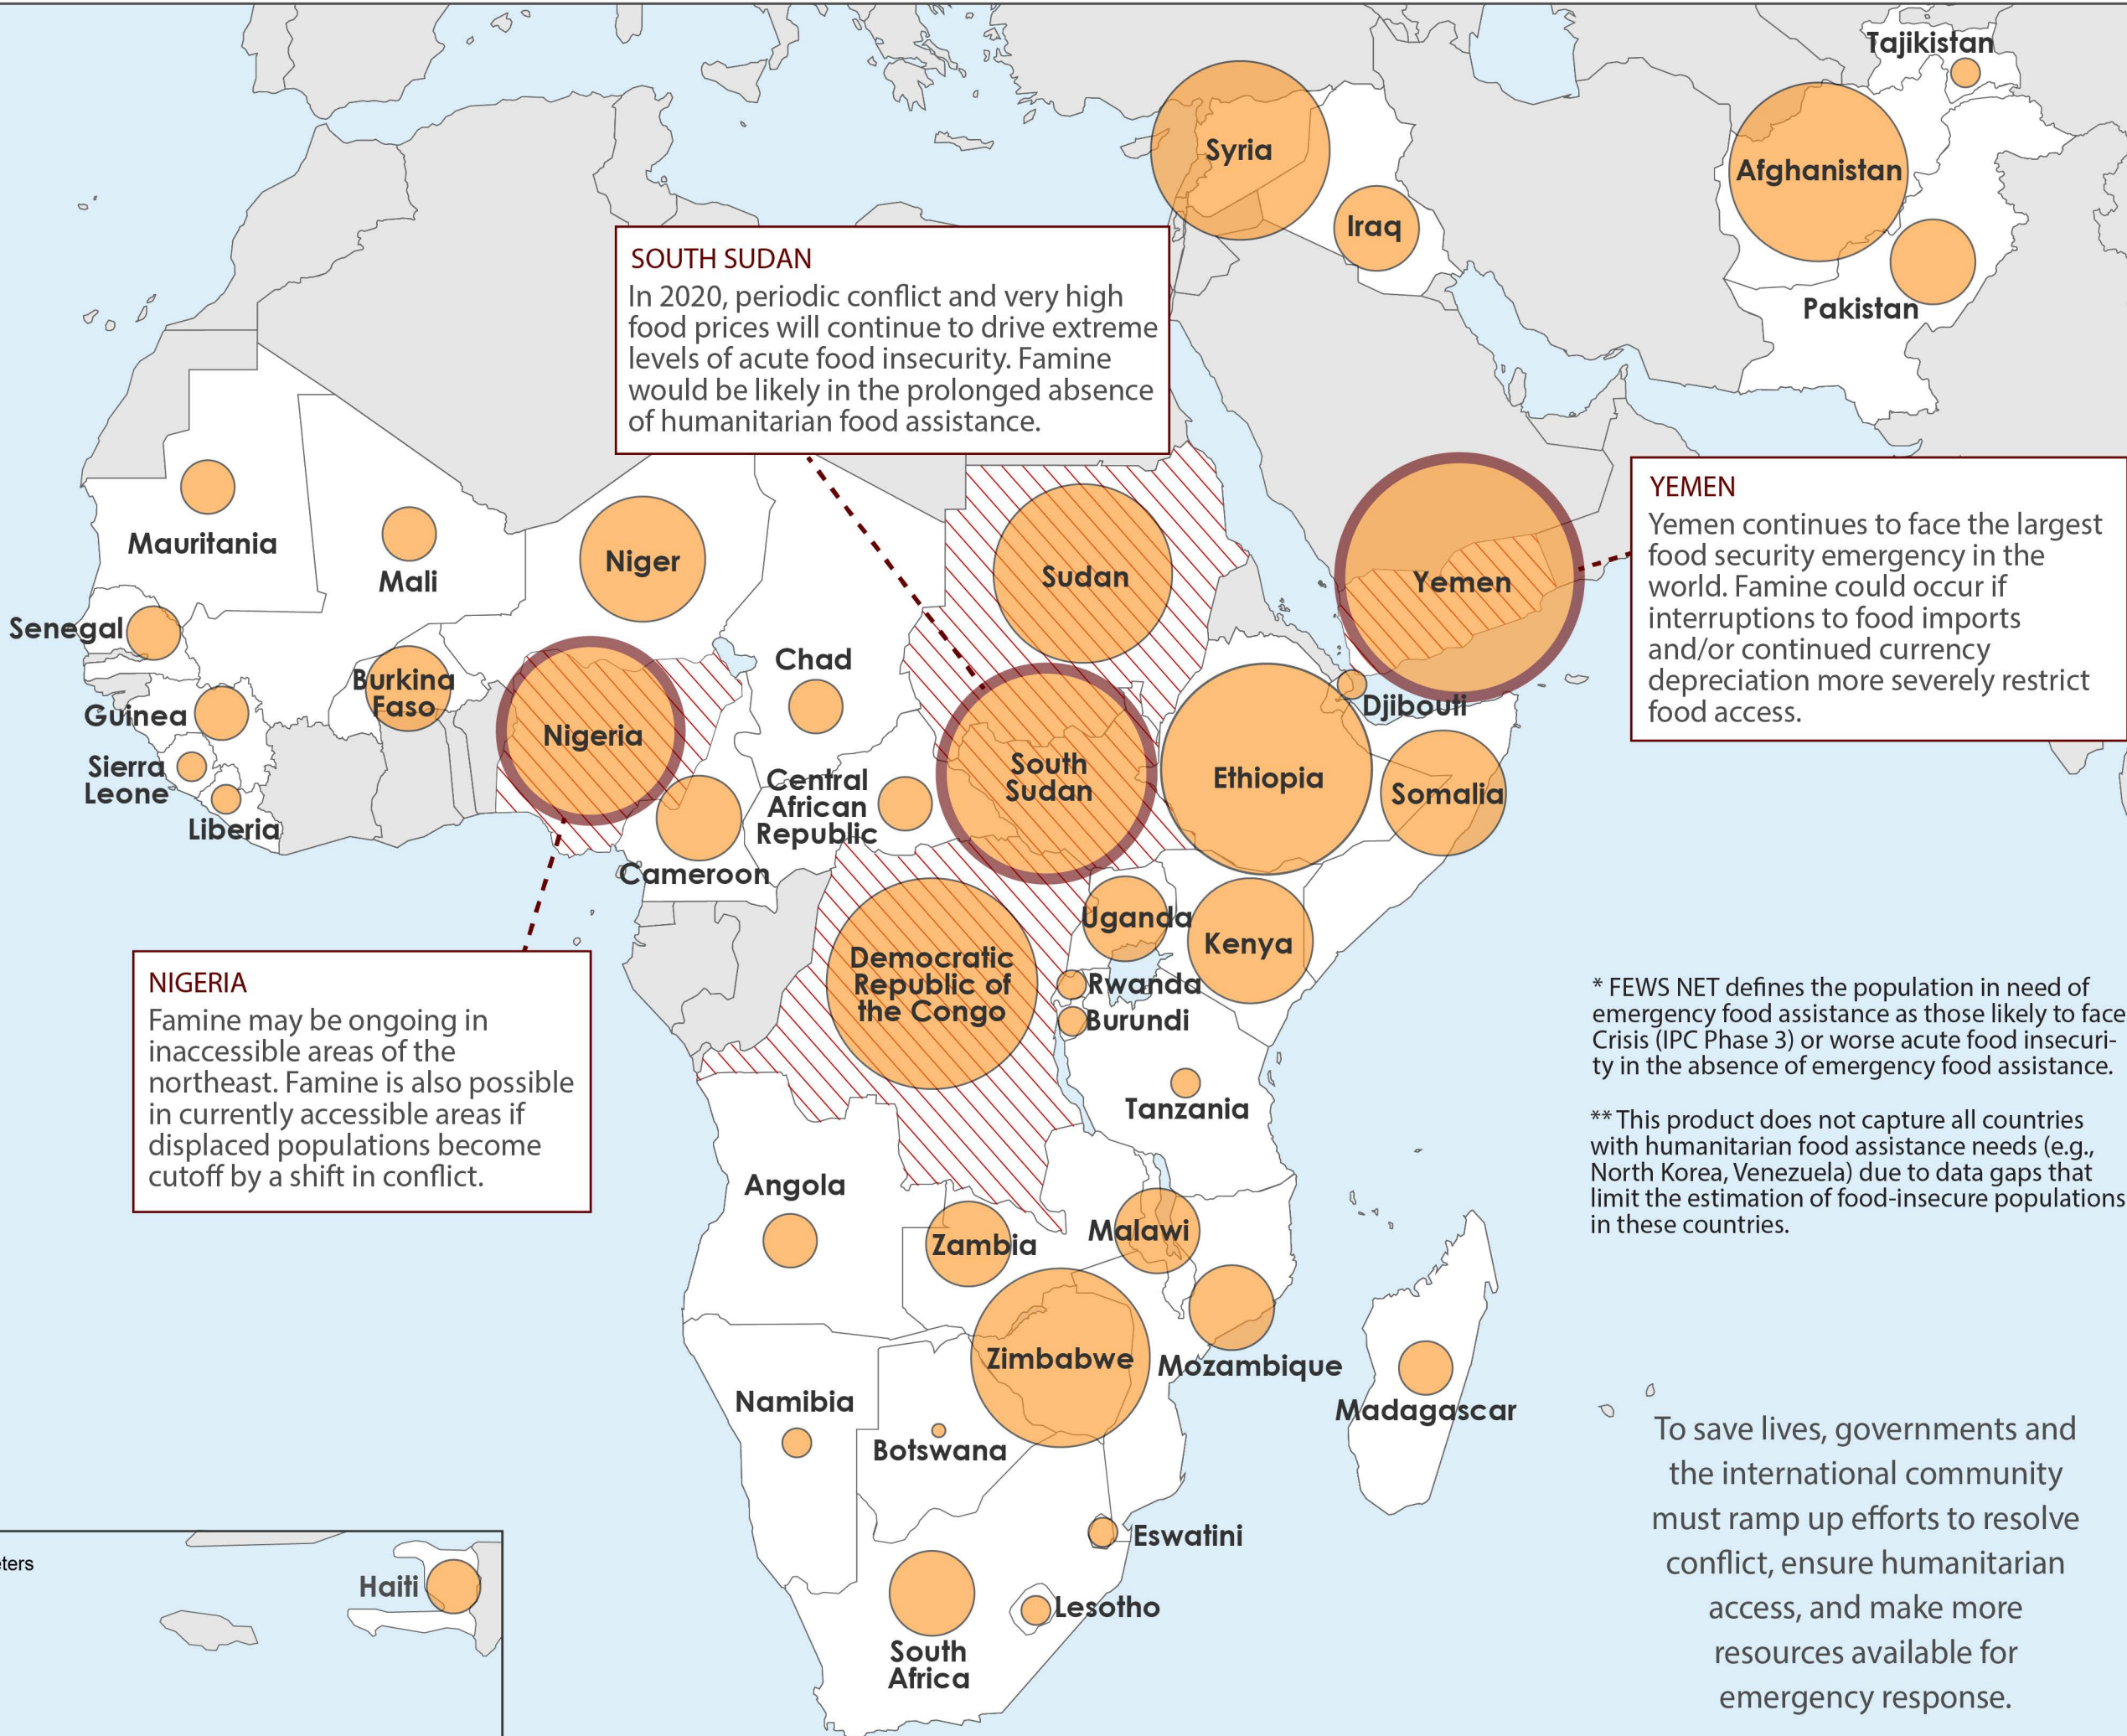 Tajikistan
Syria
Afghanistan
Iraq
Pakistan
SOUTH SUDAN
In 2020, periodic conflict and very high
food prices will continue to drive extreme
levels of acute food insecurity. Famine
would be likely in the prolonged absence
of humanitarian food assistance.
YEMEN
Yemen continues to face the largest
food security emergency in the
world. Famine could occur if
interruptions to food imports
and/or continued currency
depreciation more severely restrict
food access.
Mauritania
Mali
Niger
Sudan
Yemen
Senegal
Burkina
Faso
Chad
Guinea
Nigeria
Djibouti
Sierra
Leone
Liberia
Central
African
Republic
South
Sudan
Ethiopia
Somalia
Cameroon
Uganda
Kenya
Democratic
Republic of
the Congo
Rwanda
Burundi
Tanzania
NIGERIA
Famine may be ongoing in
inaccessible areas of the
northeast. Famine is also possible
in currently accessible areas if
displaced populations become
cutoff by a shift in conflict.
* FEWS NET defines the population in need of
emergency food assistance as those likely to face
Crisis (IPC Phase 3) or worse acute food insecuri-
ty in the absence of emergency food assistance.
** This product does not capture all countries
with humanitarian food assistance needs (e.g.,
North Korea, Venezuela) due to data gaps that
limit the estimation of food-insecure populations
in these countries.
Angola
Zambia
Malawi
Zimbabwe
Mozambique
Madagascar
Namibia
Botswana
Eswatini
Lesotho
South
Africa
To save lives, governments and
the international community
must ramp up efforts to resolve
conflict, ensure humanitarian
access, and make more
resources available for
emergency response.
eters
Haiti